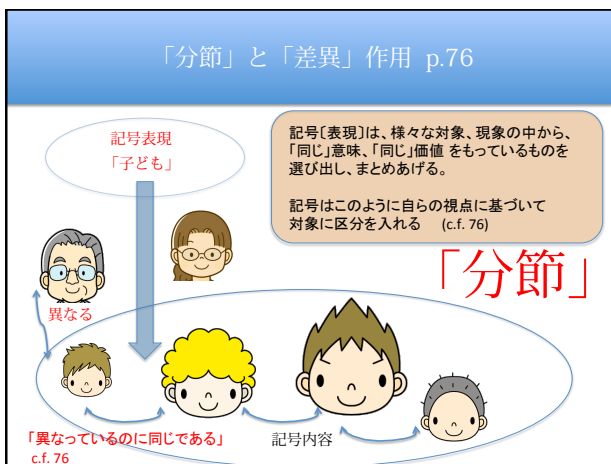 「分節」と「差異」作用 p.76
記号表現
「子ども」
記号〔表現〕は、様々な対象、現象の中から、
「同じ」意味、「同じ」価値 をもっているものを
選び出し、まとめあげる。
記号はこのように自らの視点に基づいて
対象に区分を入れる (c.f. 76)
「分節」
異なる
「異なっているのに同じである」
c.f. 76
記号内容